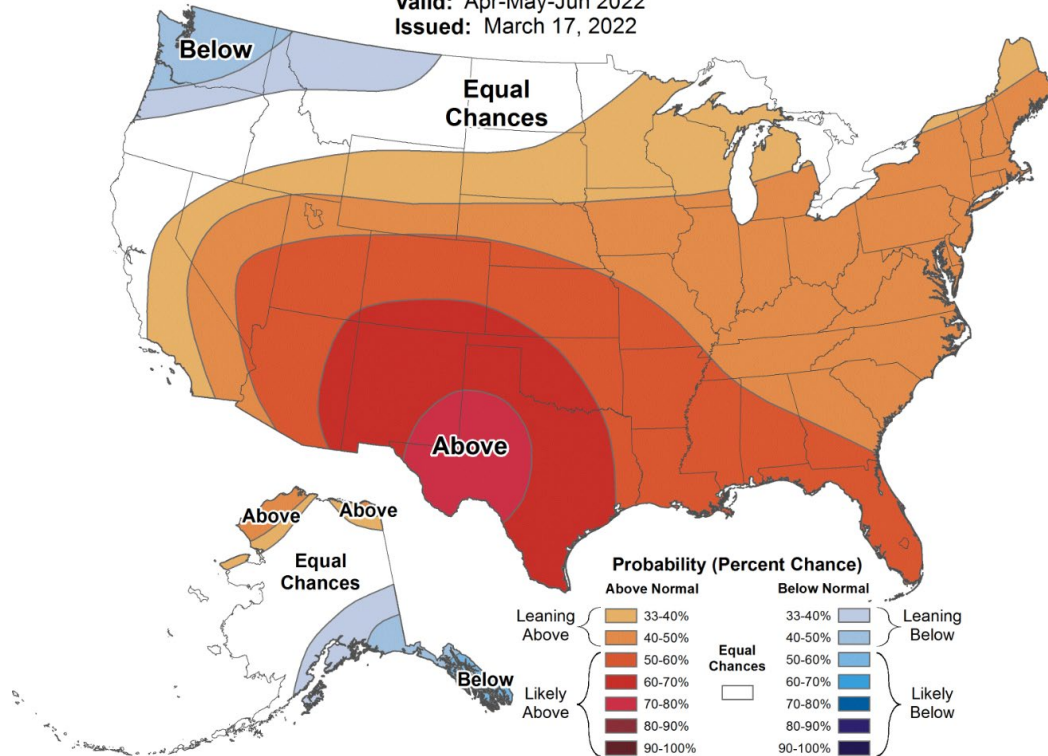 Valid: Apr-May-Jun 2022
Issued: March 17, 2022
Below
Equal
Chances
Above
Above
Above
Equal
Chances
Below
Probability (Percent Chance)
Above Normal
Below Normal
Leaning
Above
33-40%
40-50%
50-60%
60-70%
70-80%
80-90%
90-100%
Likely
Above
Equal
Chances
33-40%
40-50%
50-60%
60-70%
70-80%
80-90%
90-100%
Leaning
Below
Likely
Below